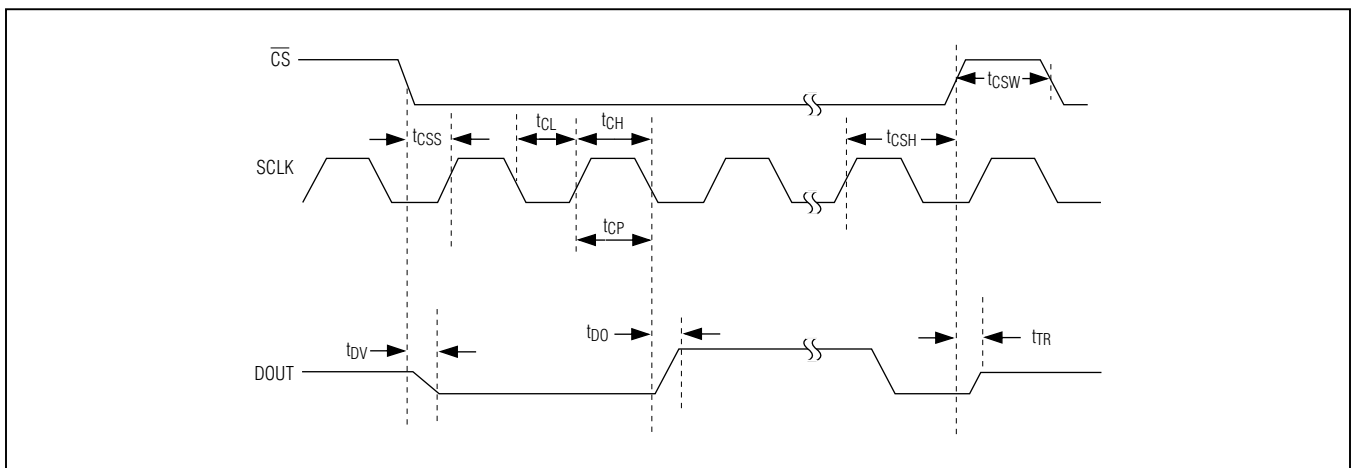 CS
tCSW
tCSS
tCL
tCH
tCSH
SCLK
tCP
tDO
tTR
tDV
DOUT